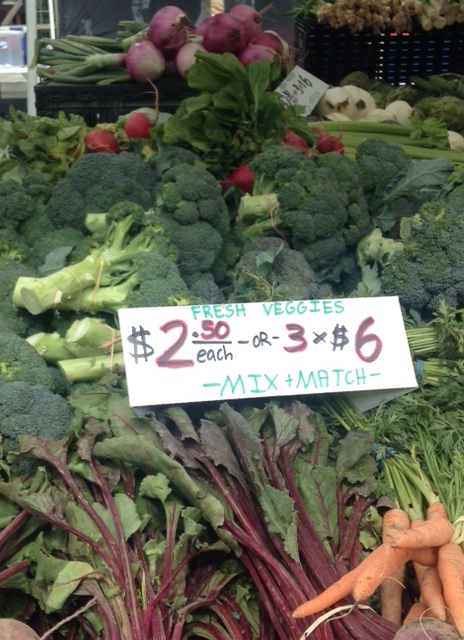 FRESH VEGGIES
$2.50 each -OR- 3 x $6
-MIX + MATCH-